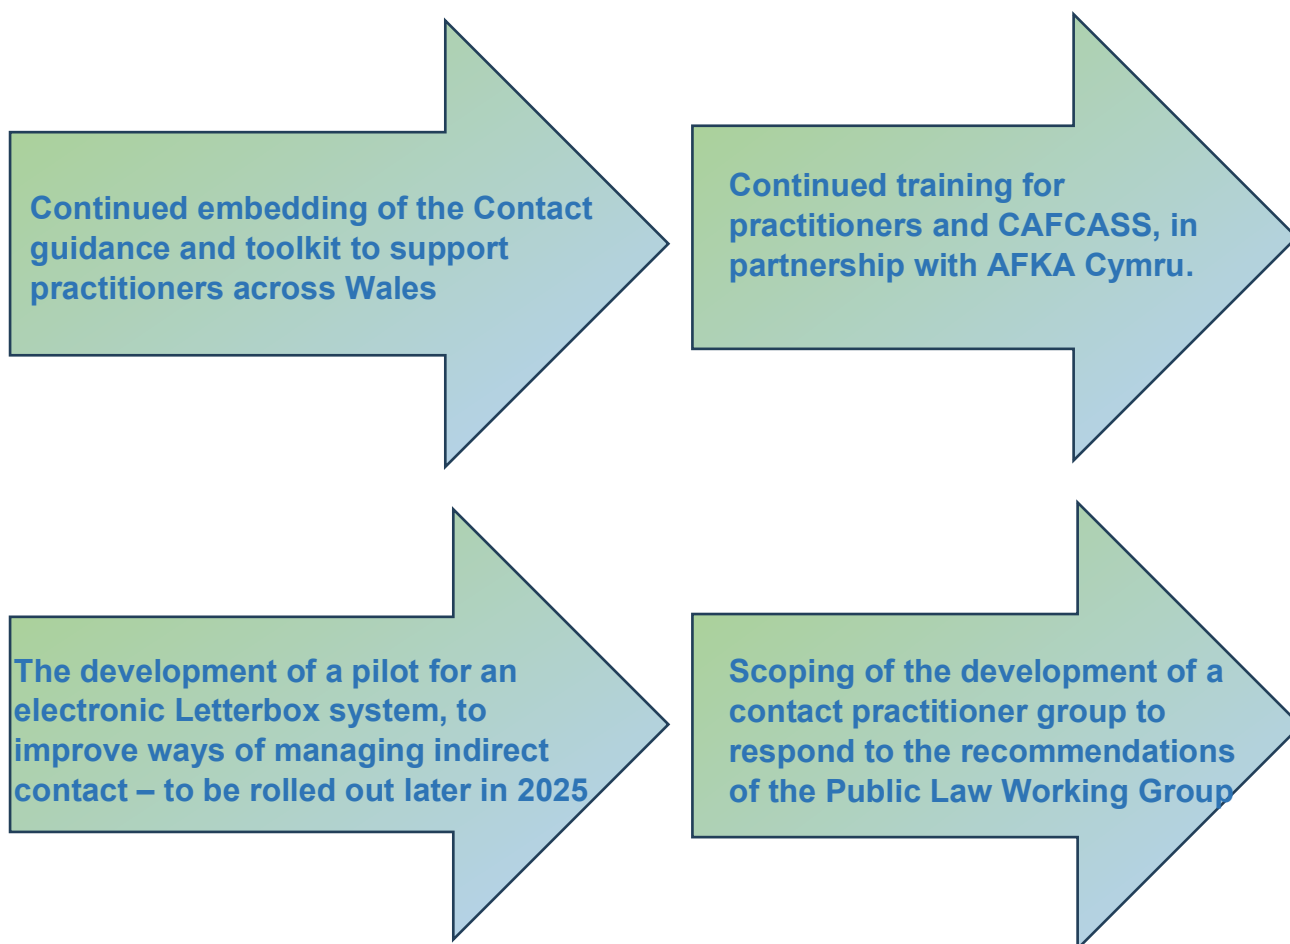 Continued embedding of the Contact
guidance and toolkit to support
practitioners across Wales
Continued training for
practitioners and CAFCASS, in
partnership with AFKA Cymru.
The development of a pilot for an
electronic Letterbox system, to
improve ways of managing indirect
contact – to be rolled out later in 2025
Scoping of the development of a
contact practitioner group to
respond to the recommendations
of the Public Law Working Group